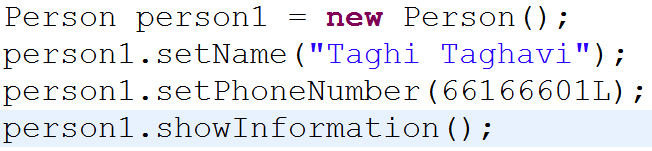 Person person1 = new Person();
person1.setName("Taghi Taghavi");
person1.setPhoneNumber(66166601L);
person1.showInformation();